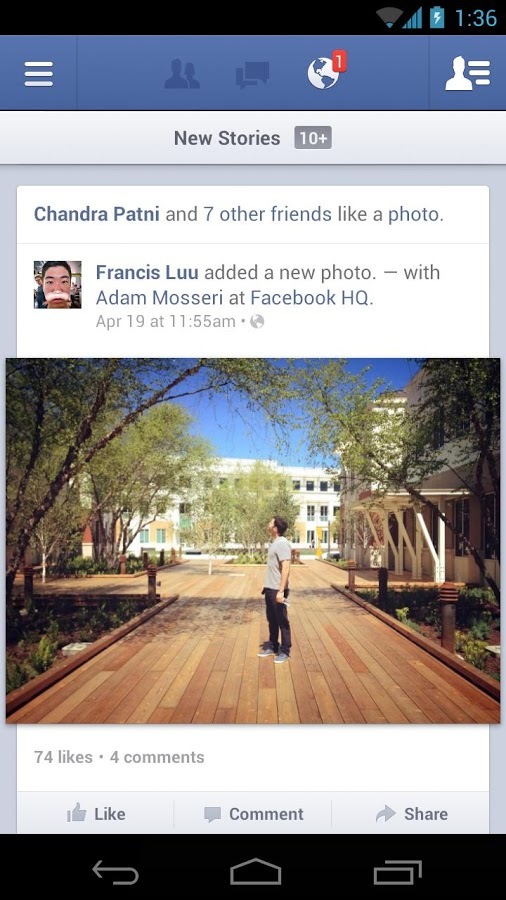 1:36
1
New Stories 10+
Chandra Patni and 7 other friends like a photo.
Francis Luu added a new photo. — with
Adam Mosseri at Facebook HQ.
Apr 19 at 11:55am •
74 likes • 4 comments
Like Comment Share